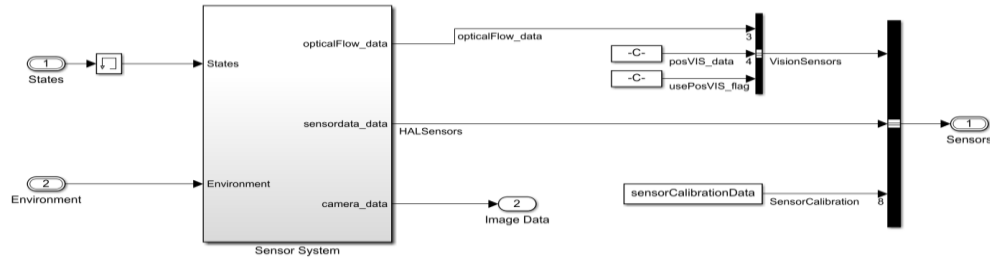 1
States
2
Environment
States
Environment
opticalFlow_data
sensordata_data
camera_data
Sensor System
opticalFlow_data
HALSensors
2
Image Data
-C-
posVIS_data
-C-
usePosVIS_flag
3
4
VisionSensors
sensorCalibrationData
SensorCalibration
8
1
Sensors